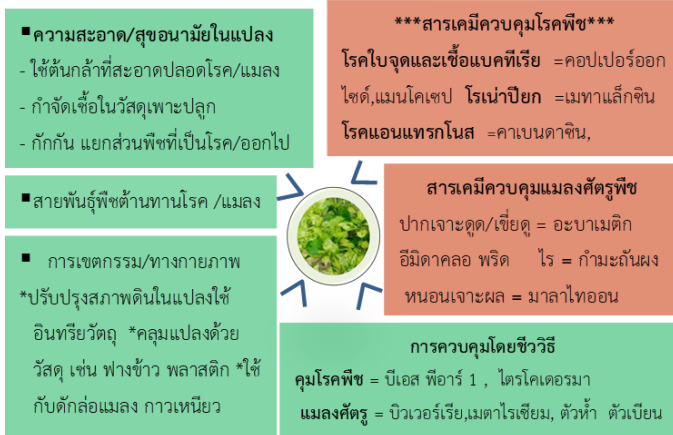 ▪ความสะอาด/สุขอนามัยในแปลง
- ใช้ต้นกล้าที่สะอาดปลอดโรค/แมลง
- กำจัดเชื้อในวัสดุเพาะปลูก
- กักกัน แยกส่วนพืชที่เป็นโรค/ออกไป
▪สายพันธุ์พืชต้านทานโรค /แมลง
▪ การเขตกรรม/ทางกายภาพ
*ปรับปรุงสภาพดินในแปลงใช้
อินทรียวัตถุ *คลุมแปลงด้วย
วัสดุ เช่น ฟางข้าว พลาสติก *ใช้
กับดักล่อแมลง กาวเหนียว
***สารเคมีควบคุมโรคพืช***
โรคใบจุดและเชื้อแบคทีเรีย =คอปเปอร์ออก
ไซด์,แมนโคเซป โรคเน่าปียก =เมทาแล็กซิน
โรคแอนแทรกโนส =คาเบนดาซิน,
สารเคมีควบคุมแมลงศัตรูพืช
ปากเจาะดูด/เขี่ยดู = อะบาเมติก
อีมิดาคลอ พริด ไร = กำมะถันผง
หนอนเจาะผล = มาลาไทออน
การควบคุมโดยชีววิธี
คุมโรคพืช = บีเอส พีอาร์ 1 , ไตรโคเดอรมา
แมลงศัตรู = บิวเวอร์เรีย,เมตาไรเซียม, ตัวห้ำ ตัวเบียน